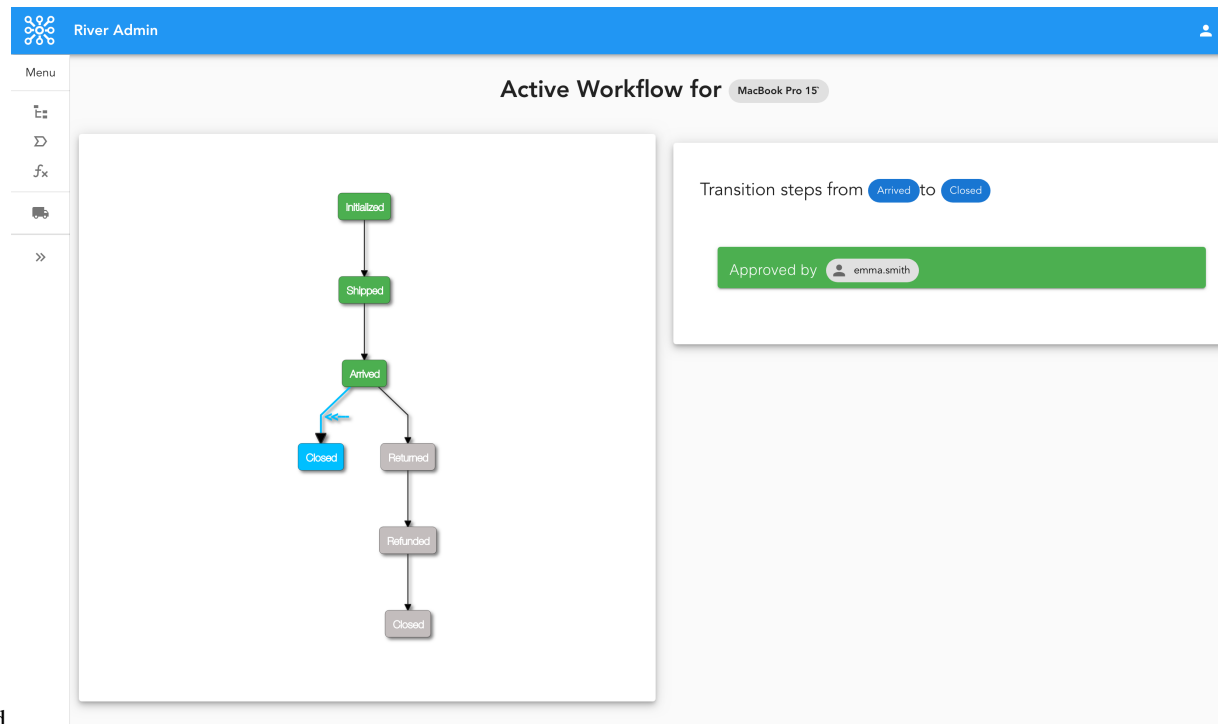 River Admin
Menu
Active Workflow for MacBook Pro 15"
Initialized
Shipped
Arrived
Closed Returned
Refunded
Closed
Transition steps from Arrived to Closed
Approved by emma.smith